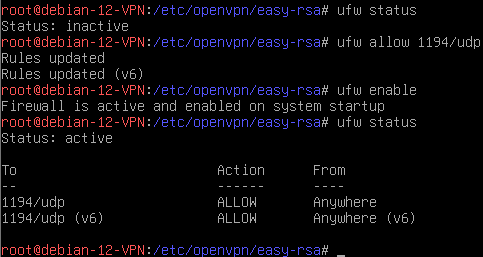 root@debian-12-VPN:/etc/openvpn/easy-rsa# ufw status
Status: inactive
root@debian-12-VPN:/etc/openvpn/easy-rsa# ufw allow 1194/udp
Rules updated
Rules updated (v6)
root@debian-12-VPN:/etc/openvpn/easy-rsa# ufw enable
Firewall is active and enabled on system startup
root@debian-12-VPN:/etc/openvpn/easy-rsa# ufw status
Status: active
To                         Action      From
--                         ------      ----
1194/udp                   ALLOW       Anywhere
1194/udp (v6)              ALLOW       Anywhere (v6)
root@debian-12-VPN:/etc/openvpn/easy-rsa# _